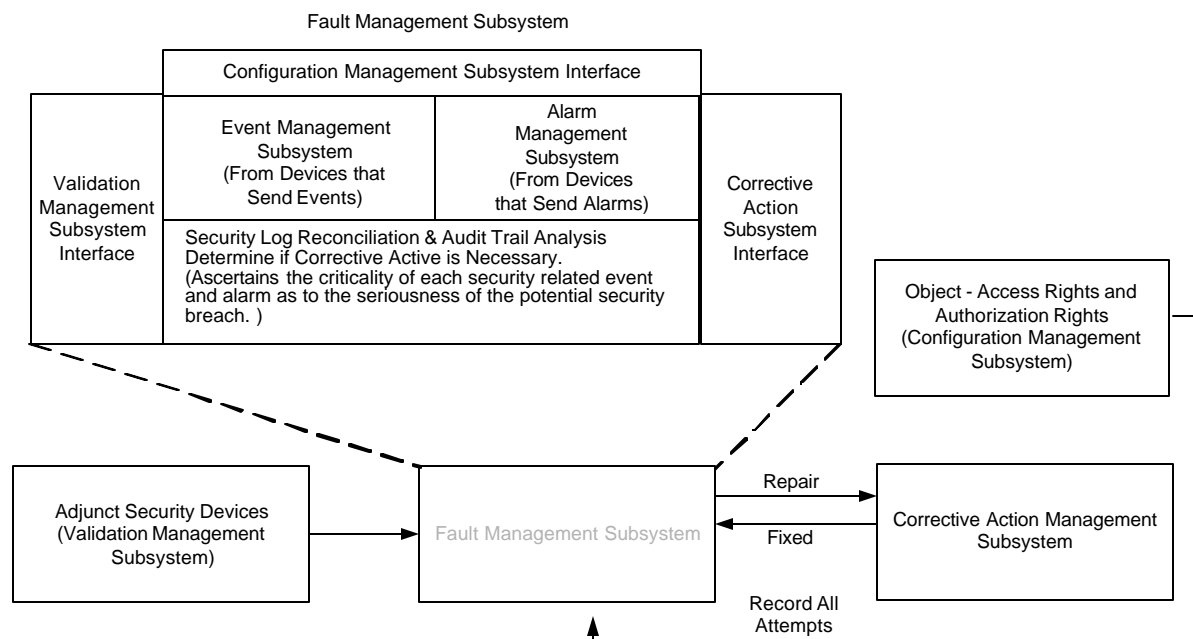 Fault Management Subsystem
Configuration Management Subsystem Interface
Validation
Management
Subsystem
Interface
Event Management
Subsystem
(From Devices that
Send Events)
Alarm
Management
Subsystem
(From Devices
that Send Alarms)
Corrective
Action
Subsystem
Interface
Security Log Reconciliation & Audit Trail Analysis
Determine if Corrective Active is Necessary.
(Ascertains the criticality of each security related event
and alarm as to the seriousness of the potential security
breach. )
Object - Access Rights and
Authorization Rights
(Configuration Management
Subsystem)
Adjunct Security Devices
(Validation Management
Subsystem)
Fault Management Subsystem
Repair
Fixed
Corrective Action Management
Subsystem
Record All
Attempts